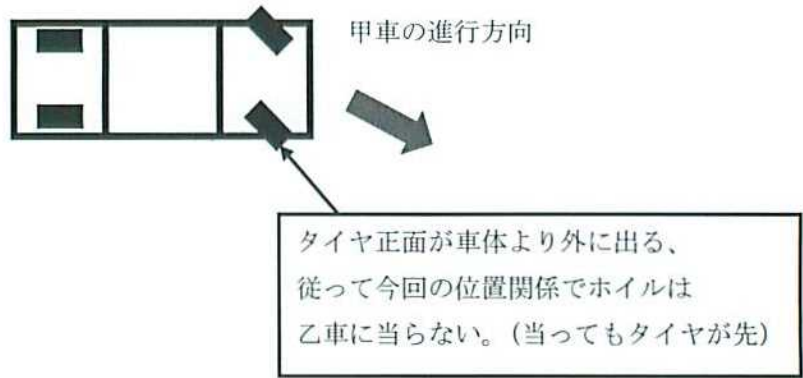 甲車の進行方向
タイヤ正面が車体より外に出る、
従って今回の位置関係でホイルは
乙車に当らない。(当ってもタイヤが先)